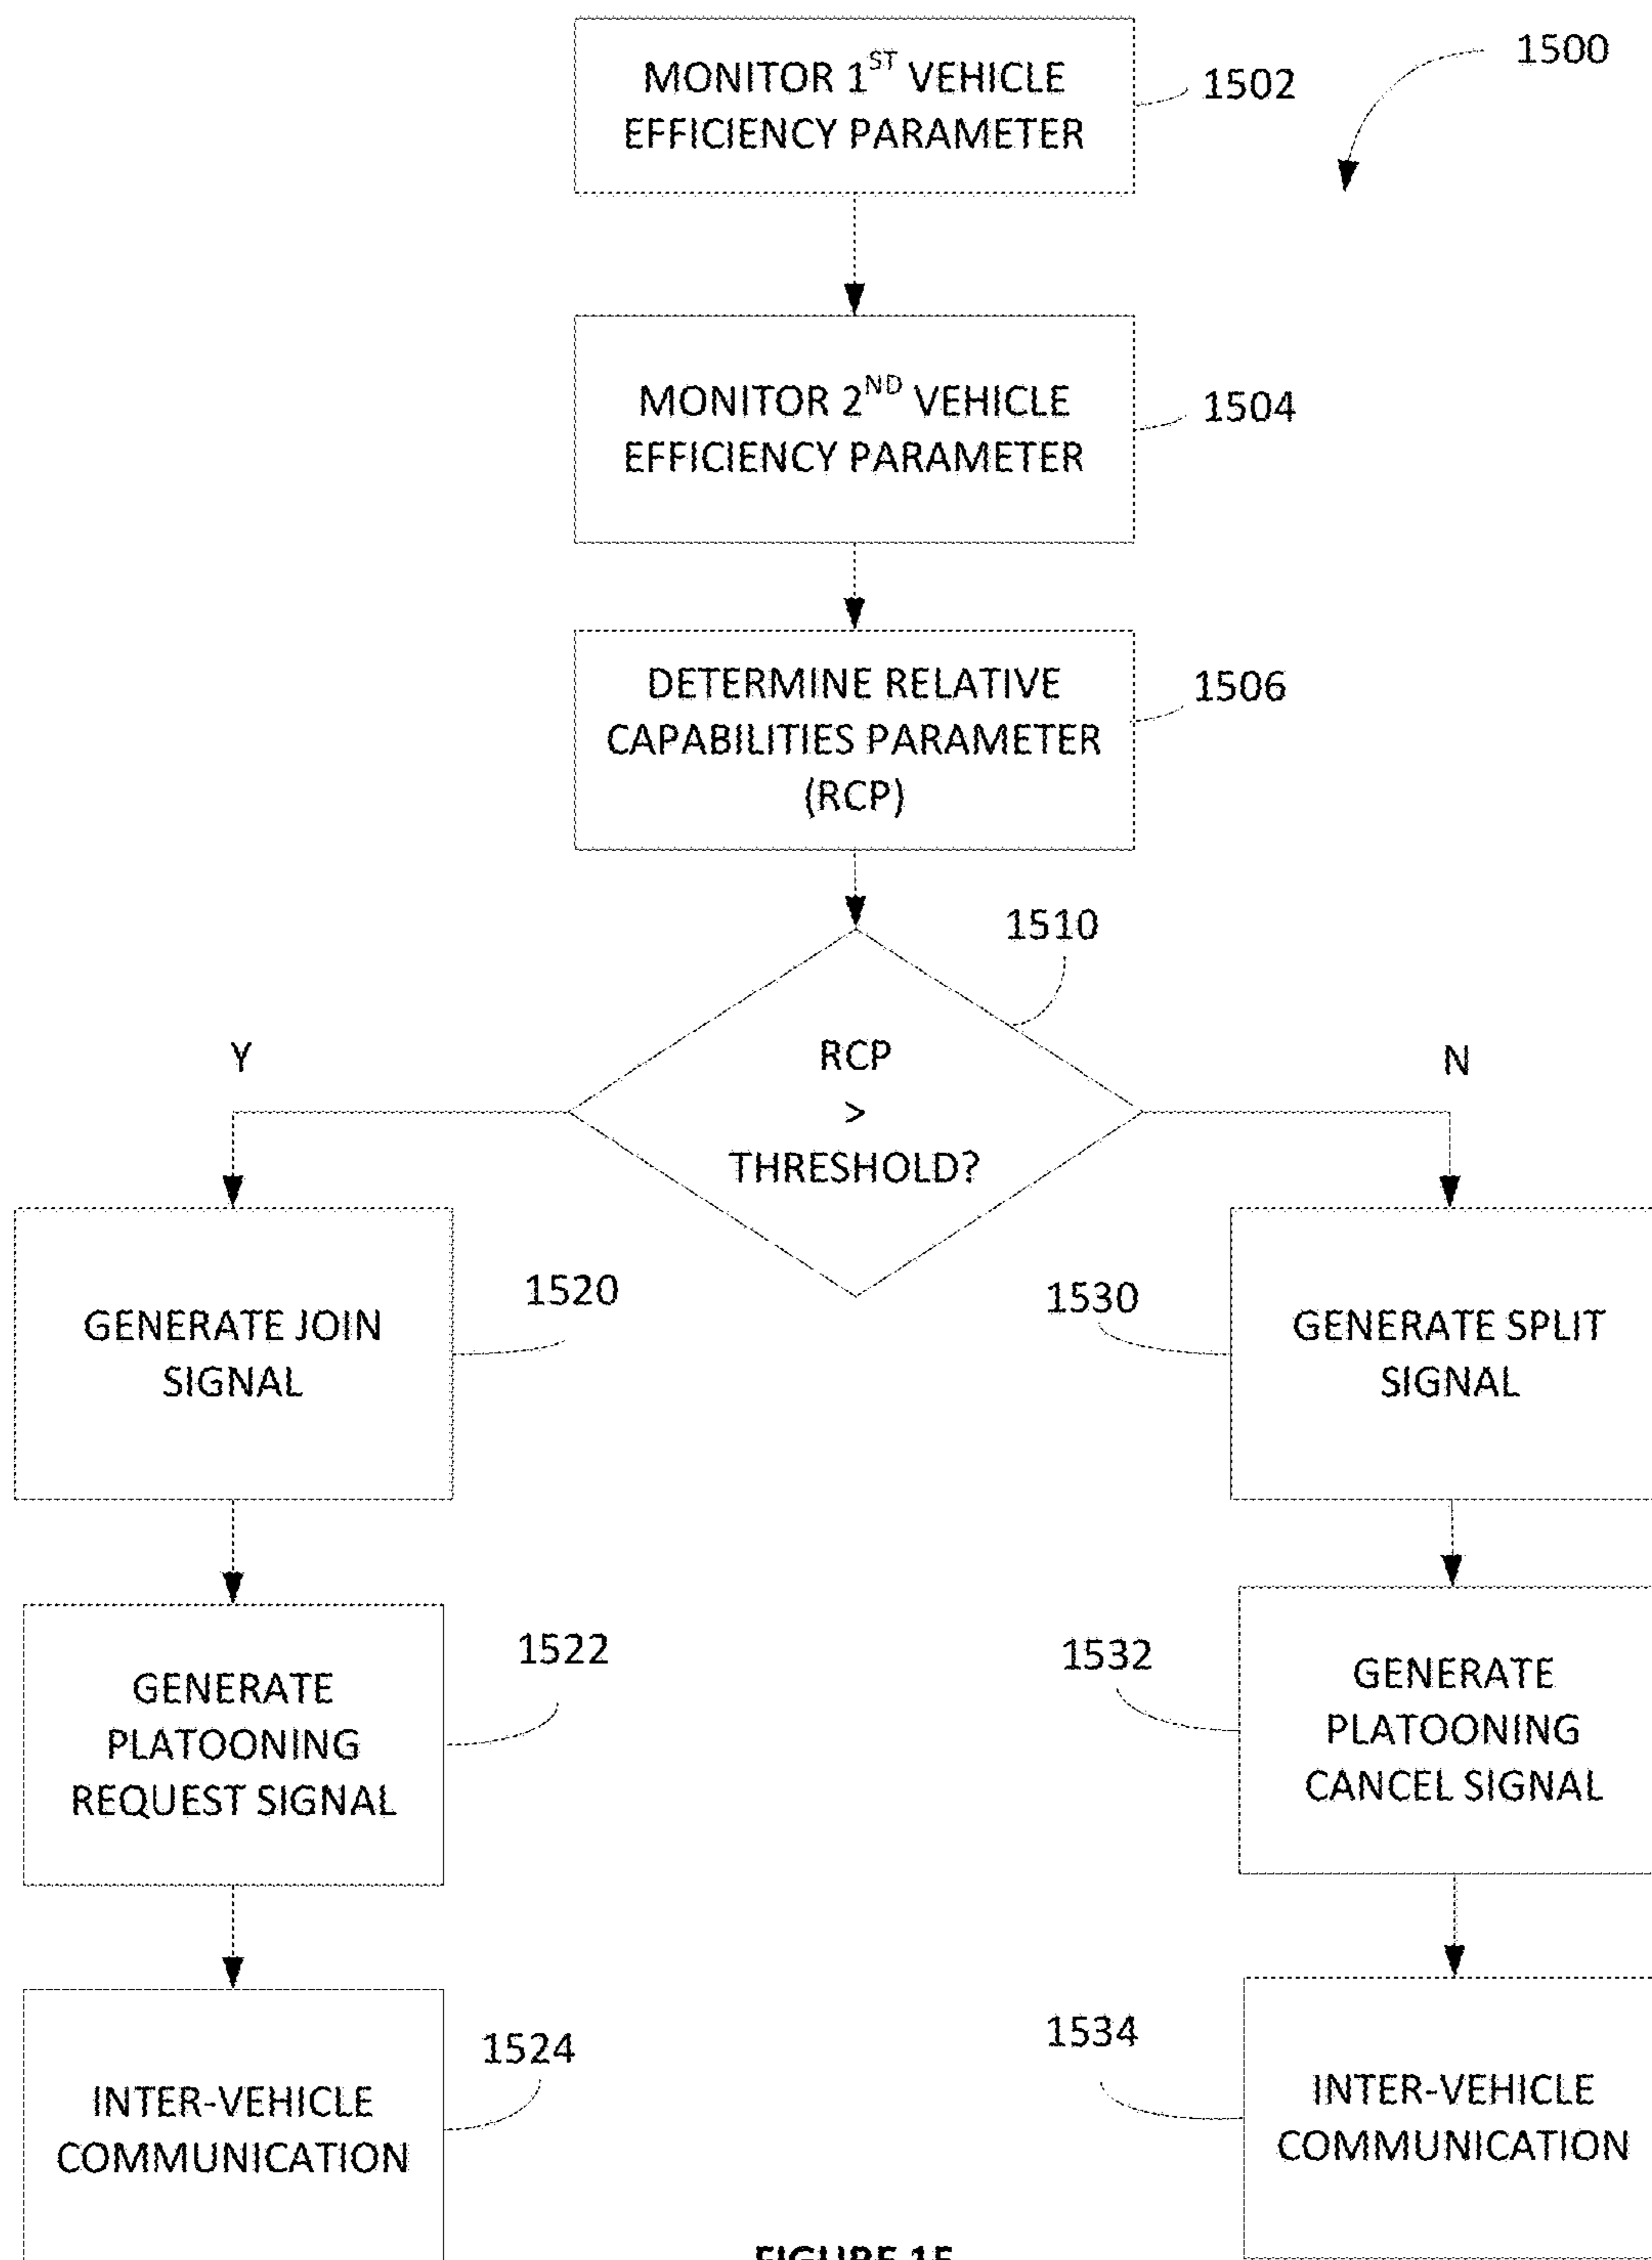 MONITOR 1ST VEHICLE
EFFICIENCY PARAMETER
1502
1500
MONITOR 2ND VEHICLE
EFFICIENCY PARAMETER
1504
DETERMINE RELATIVE
CAPABILITIES PARAMETER
(RCP)
1506
1510
RCP
>
THRESHOLD?
Y
N
GENERATE JOIN
SIGNAL
1520
1530
GENERATE SPLIT
SIGNAL
GENERATE
PLATOONING
REQUEST SIGNAL
1522
1532
GENERATE
PLATOONING
CANCEL SIGNAL
INTER-VEHICLE
COMMUNICATION
1524
1534
INTER-VEHICLE
COMMUNICATION
FIGURE 15